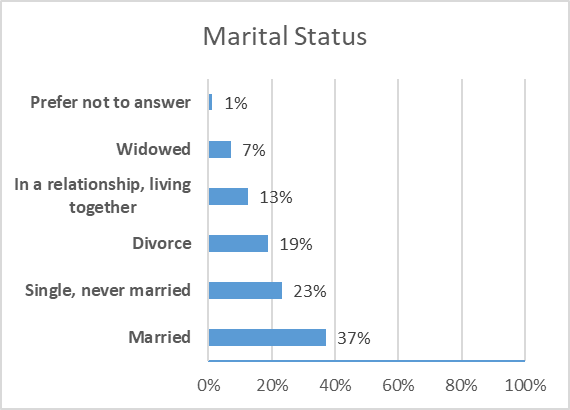 Marital Status
Prefer not to answer
1%
Widowed
7%
In a relationship, living
together
13%
Divorce
19%
Single, never married
23%
Married
37%
0% 20% 40% 60% 80% 100%